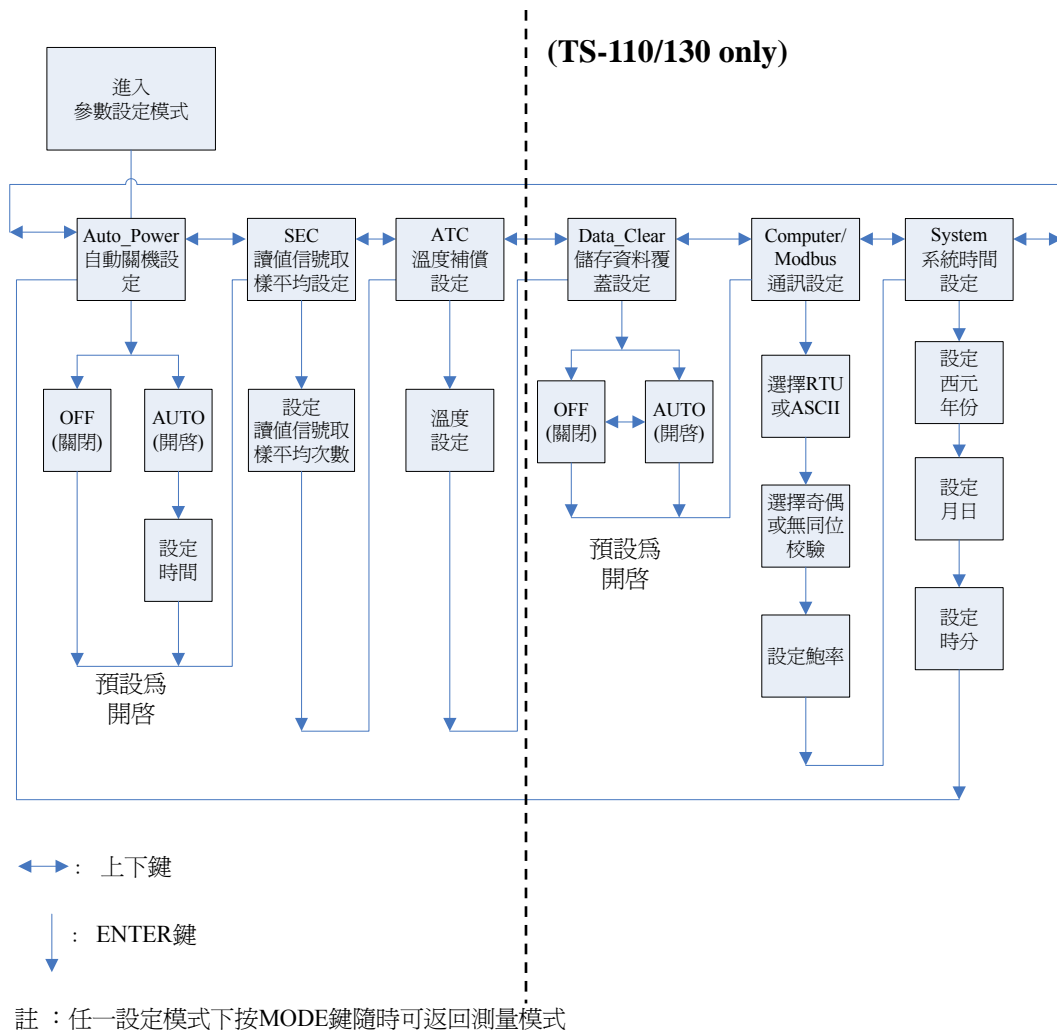 (TS-110/130 only)
進入
參數設定模式
Auto_Power
自動關機設
定
SEC
讀值信號取
樣平均設定
ATC
溫度補償
設定
Data_Clear
儲存資料覆
蓋設定
Computer/
Modbus
通訊設定
System
系統時間
設定
OFF
(關閉)
AUTO
(開啓)
設定
時間
預設爲
開啓
設定
讀值信號取
樣平均次數
溫度
設定
OFF
(關閉)
AUTO
(開啓)
預設爲
開啓
選擇RTU
或ASCII
選擇奇偶
或無同位
校驗
設定鮑率
設定
西元
年份
設定
月日
設定
時分
： 上下鍵
： ENTER鍵
註 ：任一設定模式下按MODE鍵隨時可返回測量模式